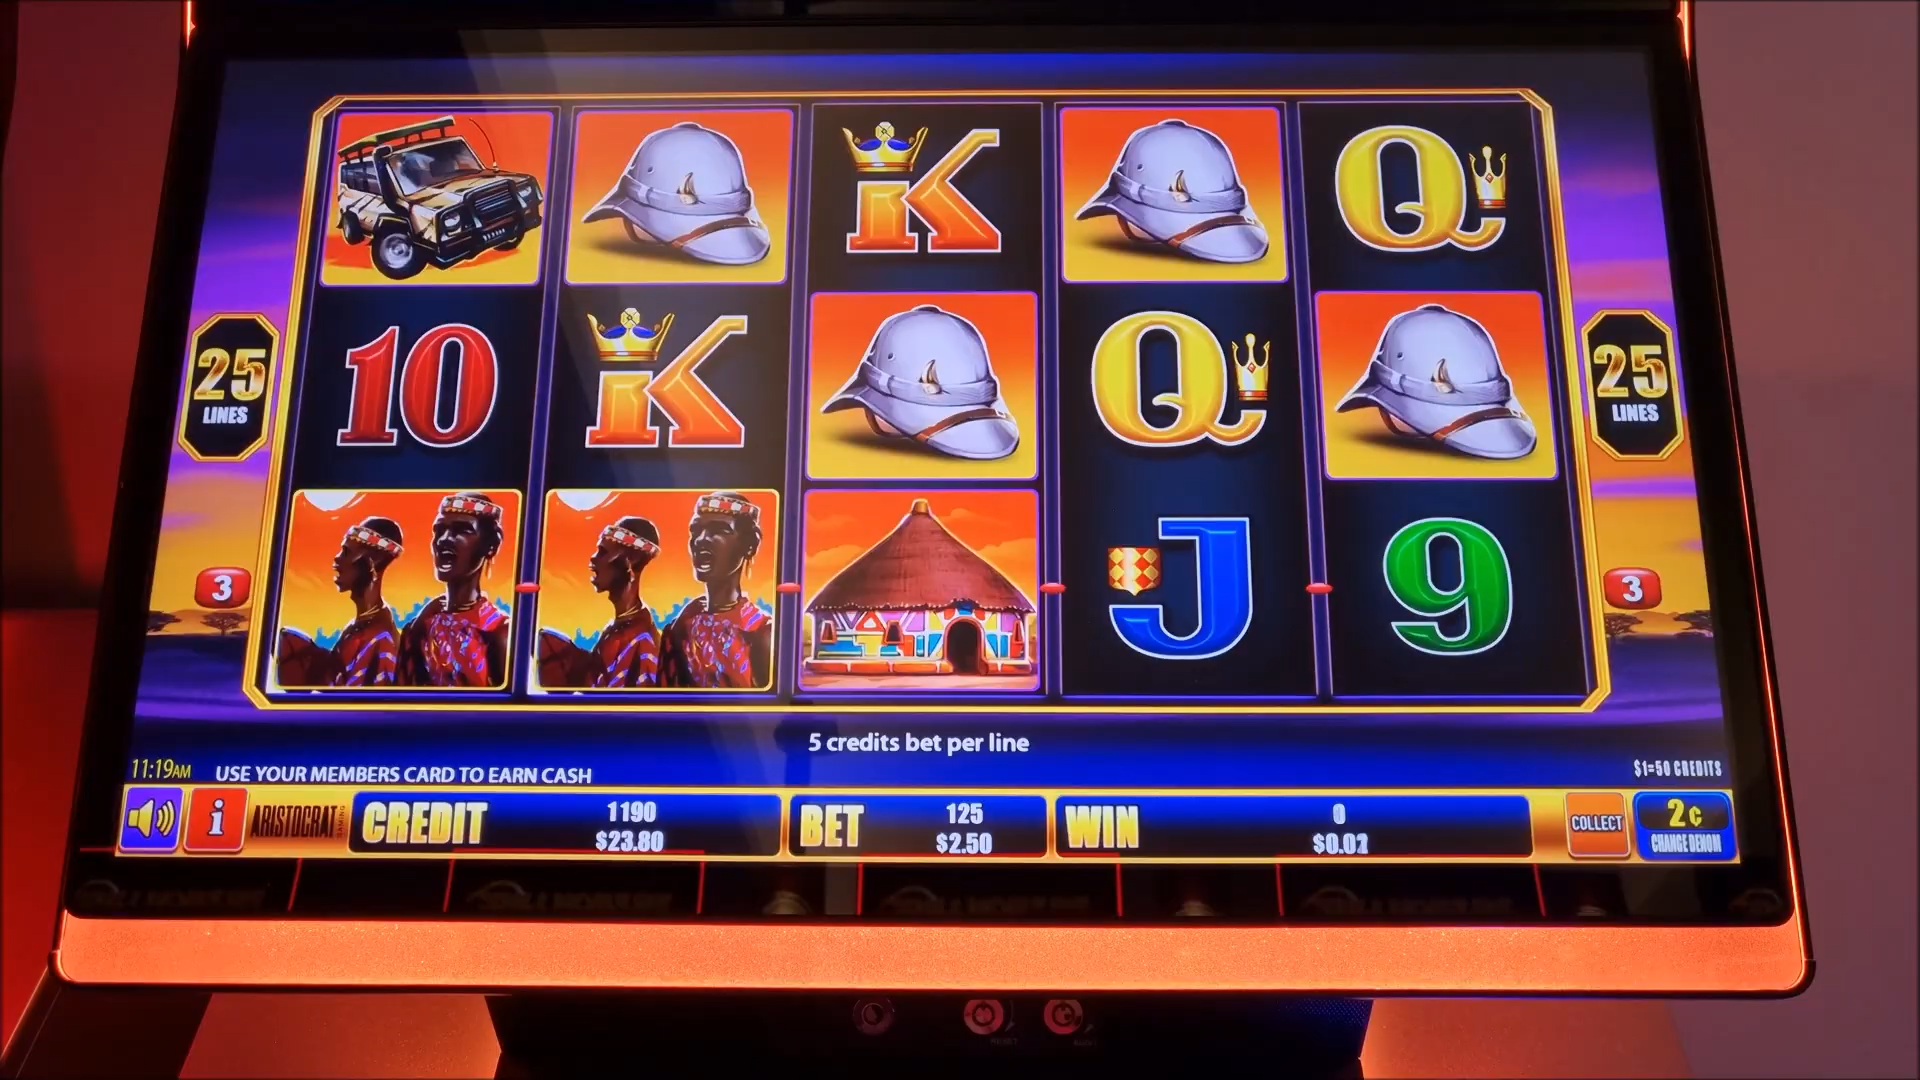 K Q
25 LINES 10 K Q 25 LINES
3 J 9 3
5 credits bet per line
11:19AM USE YOUR MEMBERS CARD TO EARN CASH $1=50 CREDITS
ARISTOCRAT GAMING CREDIT 1190 BET 125 WIN 0 COLLECT 2¢
$23.80 $2.50 CHANGE DENOM